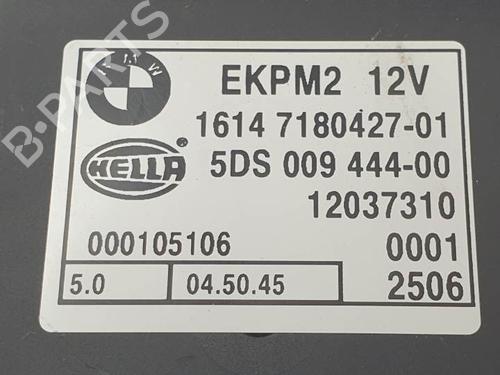 BMW
EKPM2 12V
1614 7180427-01
HELLA
5DS 009 444-00
12037310
000105106
0001
5.0
04.50.45
2506
B-PARTS